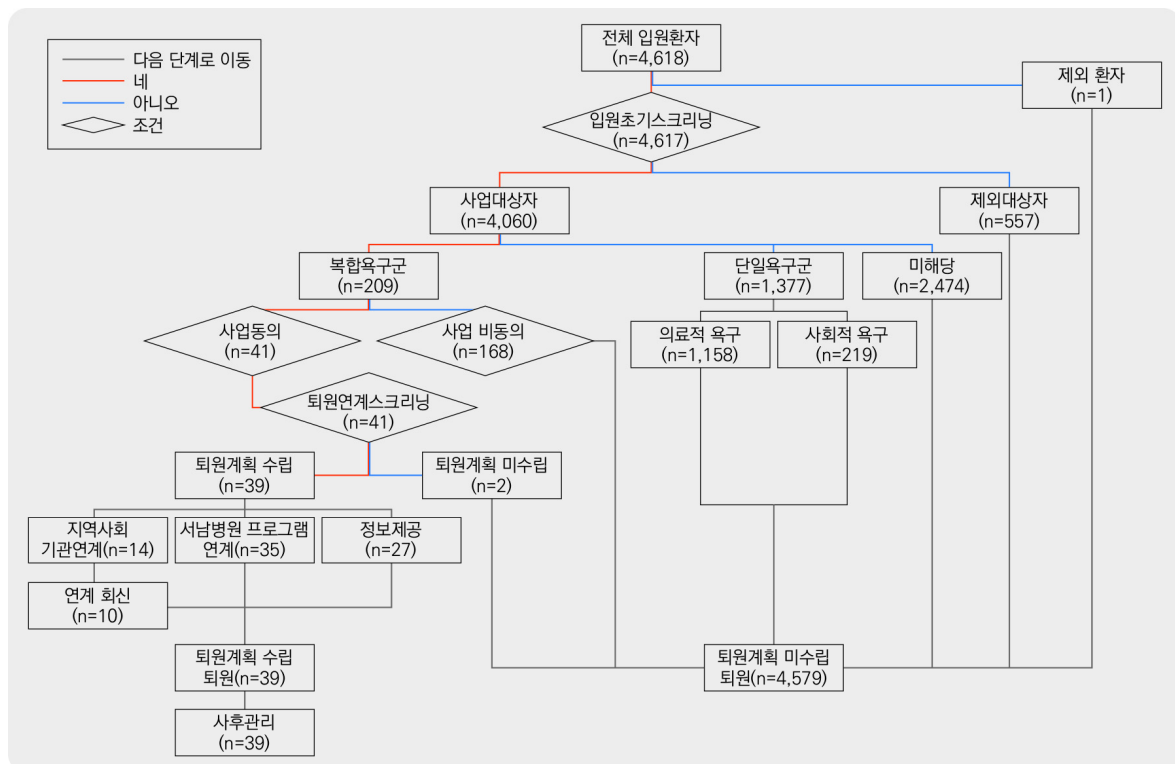 다음 단계로 이동
네
아니오
조건
전체 입원환자
(n=4,618)
제외 환자
(n=1)
입원초기스크리닝
(n=4,617)
사업대상자
(n=4,060)
제외대상자
(n=557)
복합욕구군
(n=209)
단일욕구군
(n=1,377)
미해당
(n=2,474)
사업동의
(n=41)
사업 비동의
(n=168)
의료적 욕구
(n=1,158)
사회적 욕구
(n=219)
퇴원연계스크리닝
(n=41)
퇴원계획 수립
(n=39)
퇴원계획 미수립
(n=2)
지역사회
기관연계(n=14)
서남병원 프로그램
연계(n=35)
정보제공
(n=27)
연계 회신
(n=10)
퇴원계획 수립
퇴원(n=39)
퇴원계획 미수립
퇴원(n=4,579)
사후관리
(n=39)